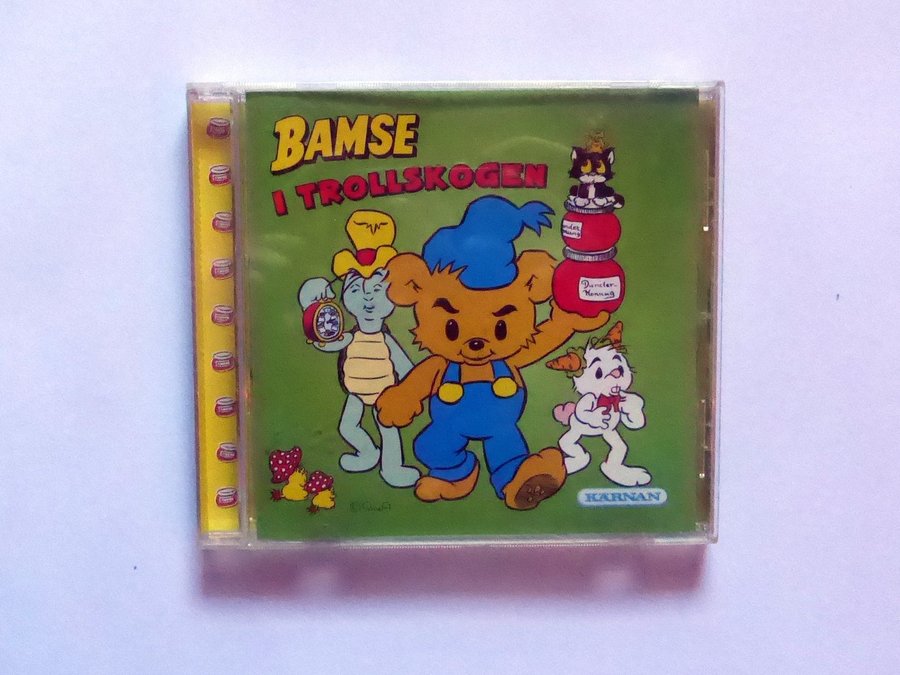 BAMSE
I TROLLSKOGEN
Dunder-
Honung
KÄRNAN